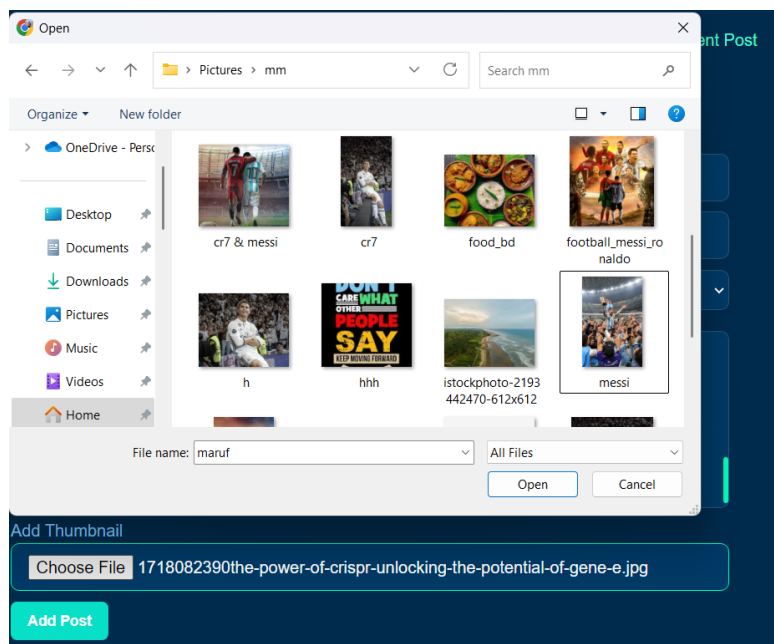 Open
ent Post
Pictures > mm
Search mm
Organize
New folder
OneDrive - Perso
Desktop
Documents
Downloads
Pictures
Music
Videos
Home
cr7 & messi
cr7
food_bd
football_messi_ro
naldo
DON'T
CARE WHAT
OTHER
PEOPLE
SAY
KEEP MOVING FORWARD
h
hhh
istockphoto-2193
442470-612x612
messi
File name: maruf
All Files
Open
Cancel
Add Thumbnail
Choose File 1718082390the-power-of-crispr-unlocking-the-potential-of-gene-e.jpg
Add Post